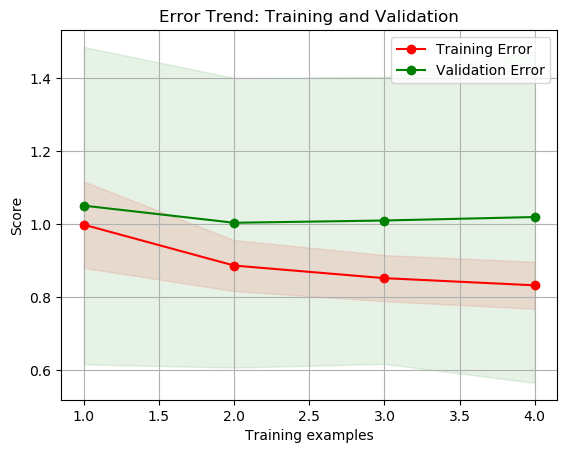 Error Trend: Training and Validation
Training Error
Validation Error
Score
1.4
1.2
1.0
0.8
0.6
1.0 1.5 2.0 2.5 3.0 3.5 4.0
Training examples